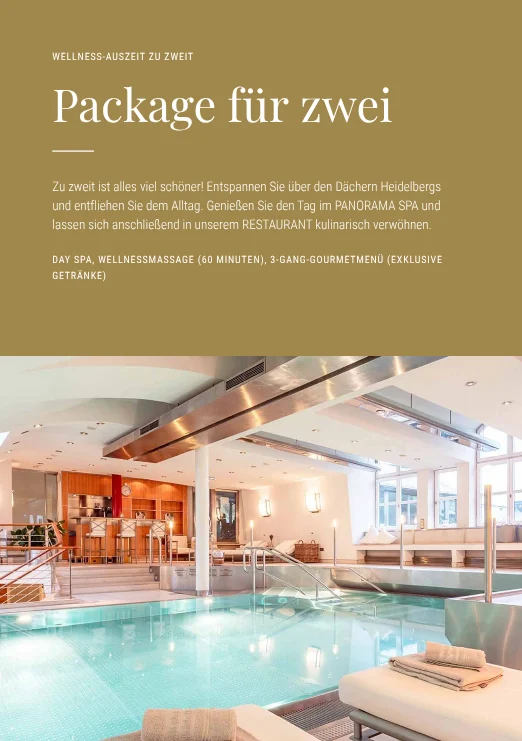 WELLNESS-AUSZEIT ZU ZWEIT
Package für zwei
Zu zweit ist alles viel schöner! Entspannen Sie über den Dächern Heidelbergs
und entfliehen Sie dem Alltag. Genießen Sie den Tag im PANORAMA SPA und
lassen sich anschließend in unserem RESTAURANT kulinarisch verwöhnen.
DAY SPA, WELLNESSMASSAGE (60 MINUTEN), 3-GANG-GOURMETMENÜ (EXKLUSIVE
GETRÄNKE)